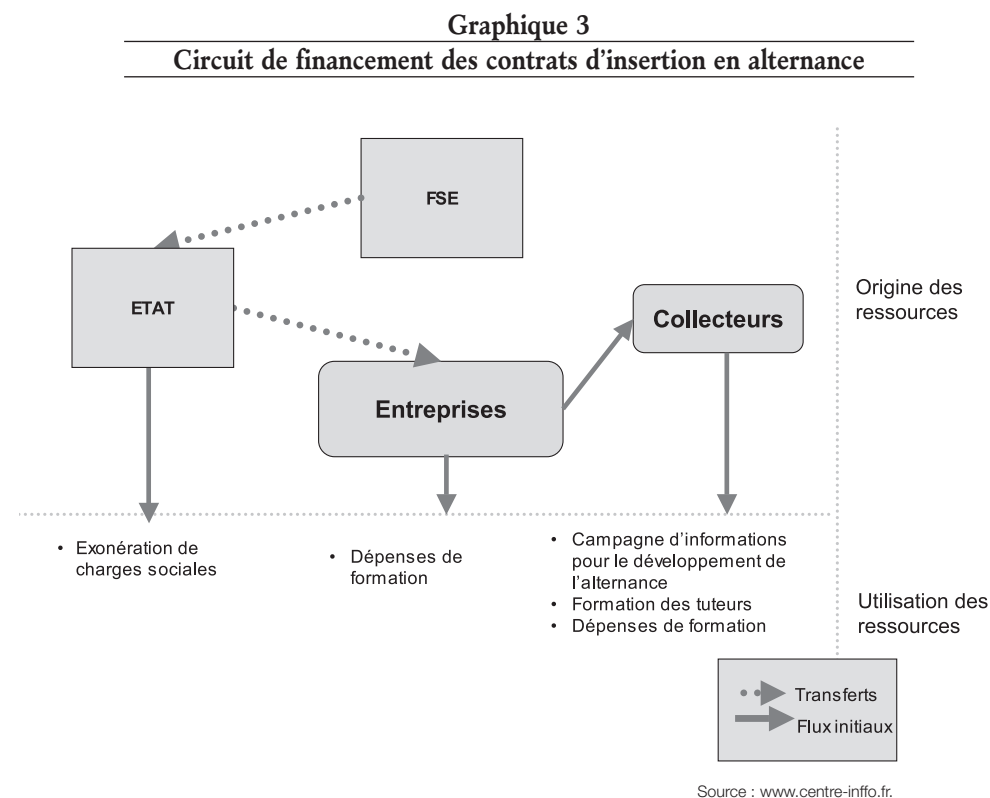 Graphique 3
Circuit de financement des contrats d'insertion en alternance
FSE
ETAT
Collecteurs
Entreprises
Origine des
ressources
• Exonération de
charges sociales
• Dépenses de
formation
• Campagne d'informations
pour le développement de
l'alternance
• Formation des tuteurs
• Dépenses de formation
Utilisation des
ressources
Transferts
Flux initiaux
Source : www.centre-inffo.fr.